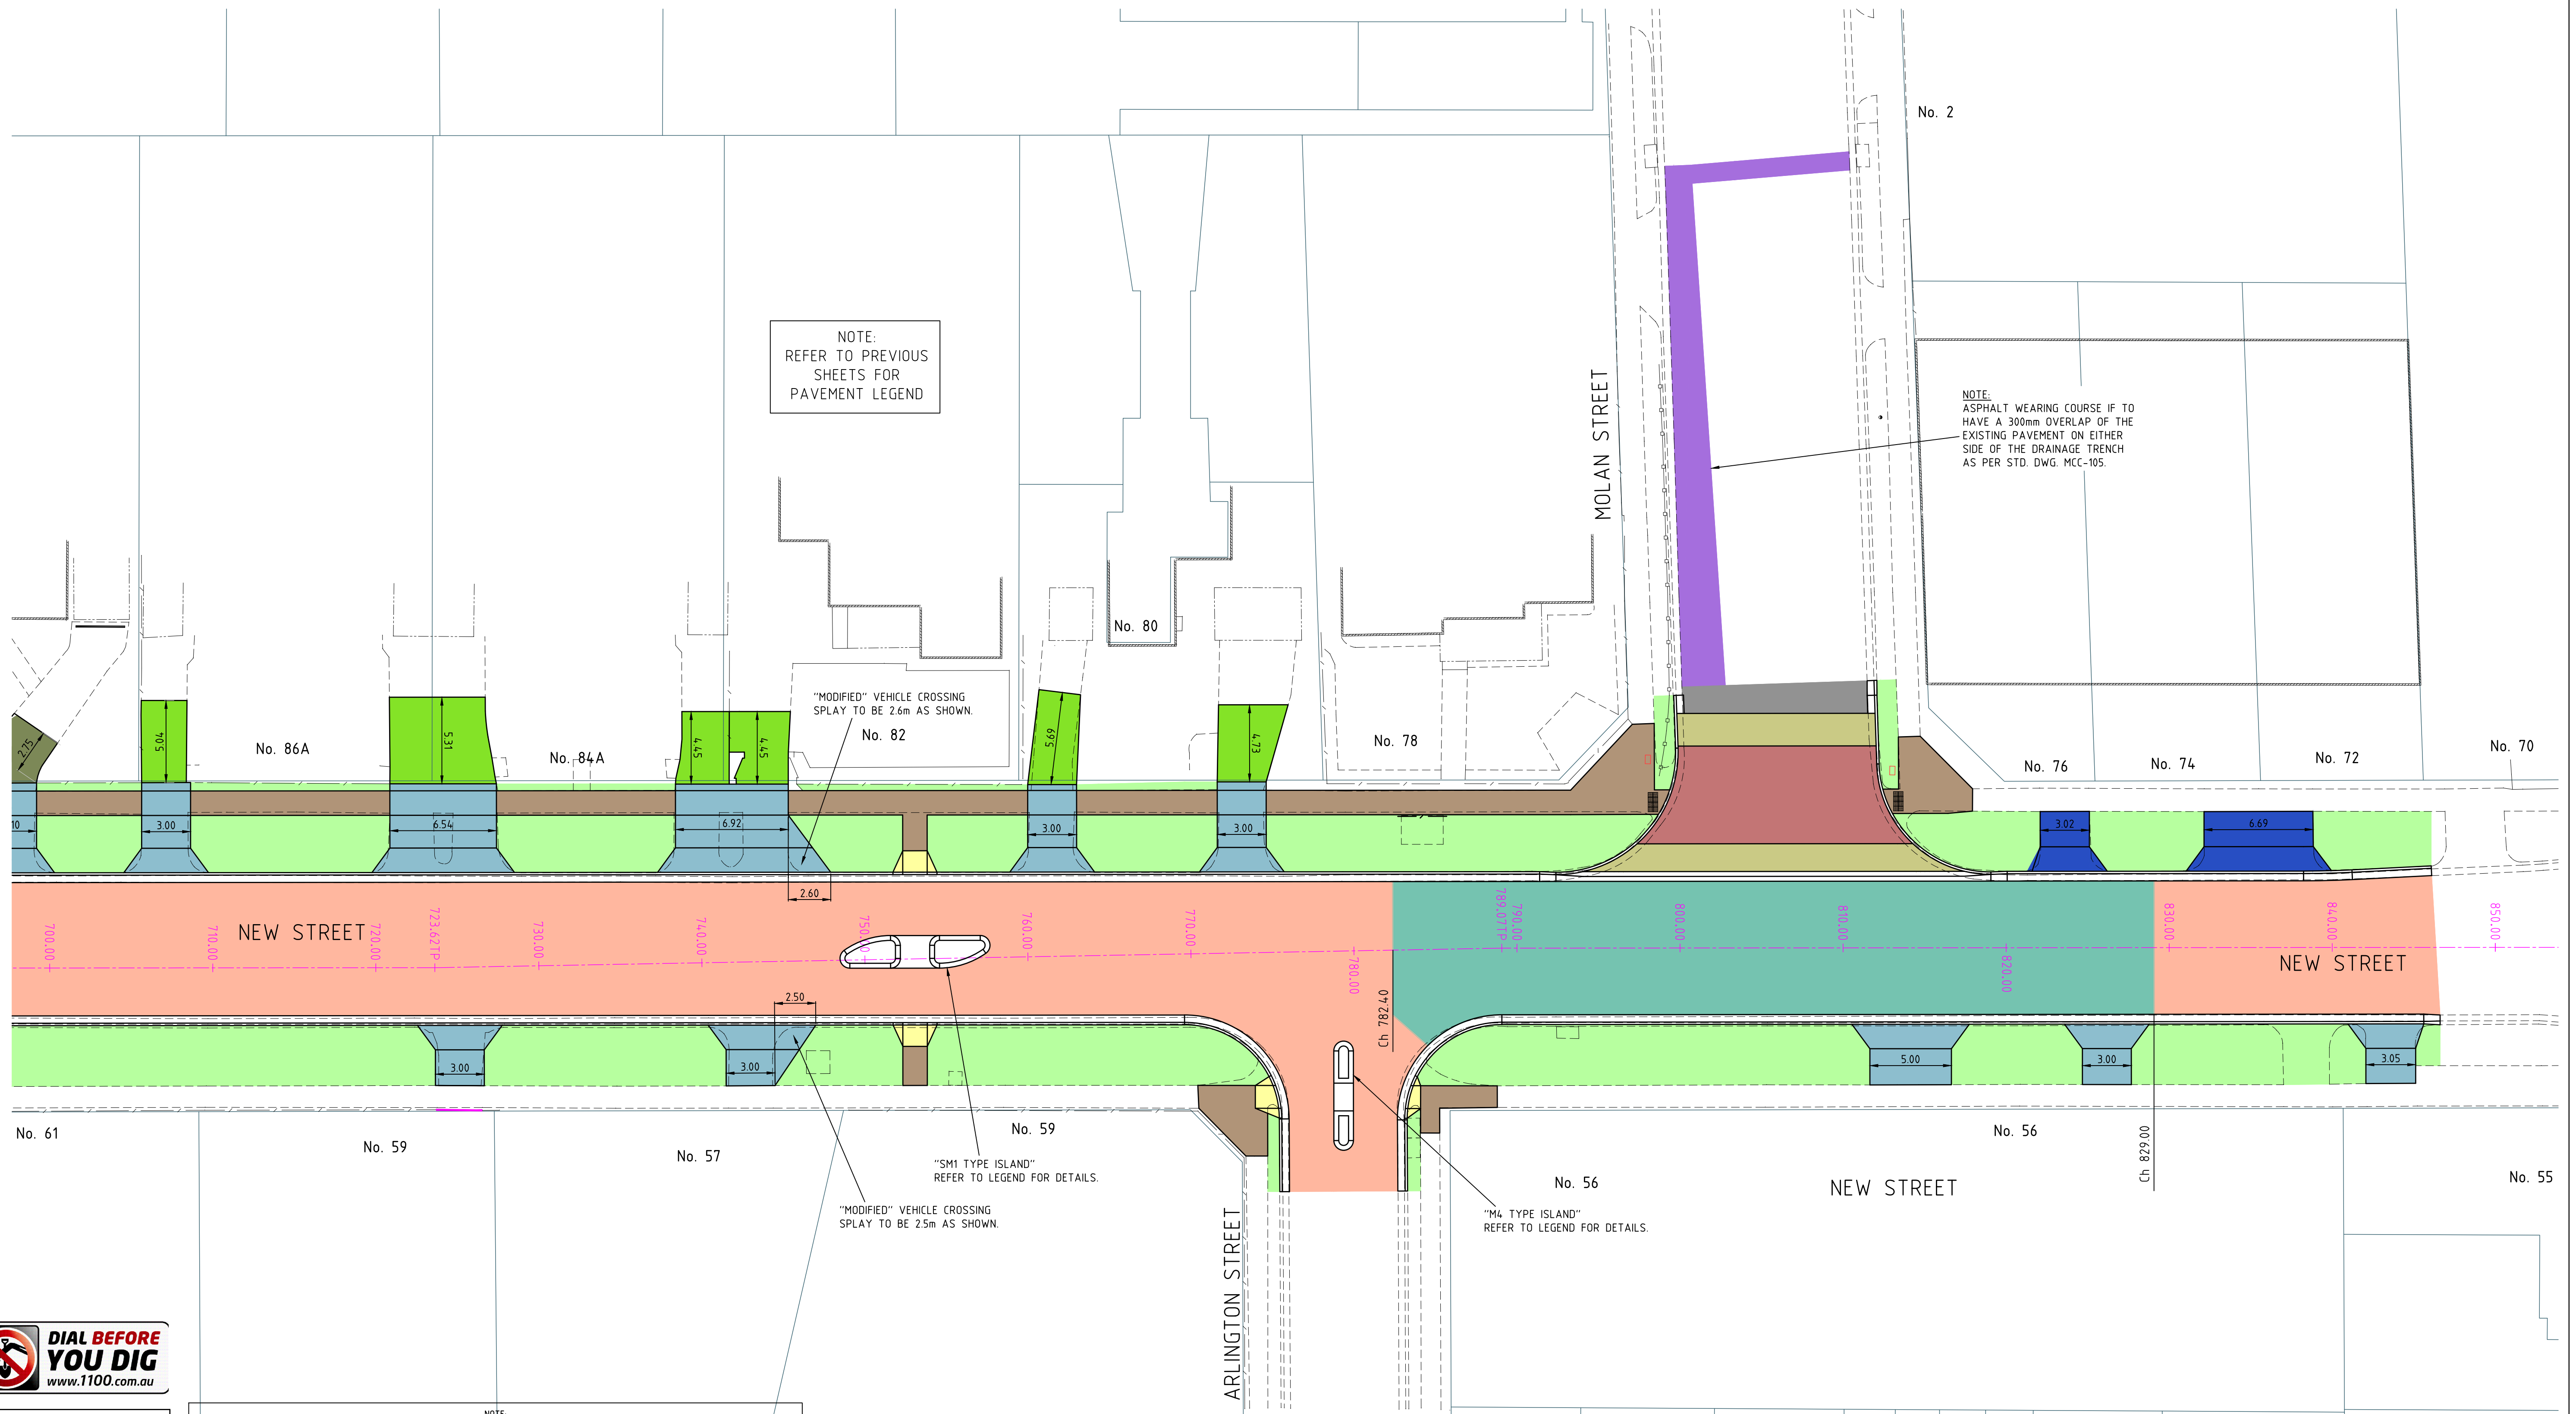 No. 2
NOTE:
REFER TO PREVIOUS
SHEETS FOR
PAVEMENT LEGEND
MOLAN STREET
NOTE:
ASPHALT WEARING COURSE IF TO
HAVE A 300mm OVERLAP OF THE
EXISTING PAVEMENT ON EITHER
SIDE OF THE DRAINAGE TRENCH
AS PER STD. DWG. MCC-105.
No. 80
"MODIFIED" VEHICLE CROSSING
SPLAY TO BE 2.6m AS SHOWN.
2.75
5.04
No. 86A
5.31
No. 84A
4.45
4.45
No. 82
5.69
4.73
No. 78
No. 76
No. 74
No. 72
No. 70
10
3.00
6.54
6.92
3.00
3.00
3.02
6.69
2.60
NEW STREET
700.00
710.00
720.00
723.62TP
730.00
740.00
750.00
760.00
770.00
780.00
789.07TP
790.00
800.00
810.00
820.00
830.00
840.00
850.00
NEW STREET
2.50
Ch 782.40
3.00
3.00
5.00
3.00
3.05
No. 61
No. 59
No. 57
No. 59
"SM1 TYPE ISLAND"
REFER TO LEGEND FOR DETAILS.
"MODIFIED" VEHICLE CROSSING
SPLAY TO BE 2.5m AS SHOWN.
ARLINGTON STREET
No. 56
"M4 TYPE ISLAND"
REFER TO LEGEND FOR DETAILS.
No. 56
NEW STREET
Ch 829.00
No. 55
DIAL BEFORE
YOU DIG
www.1100.com.au
NOTE: